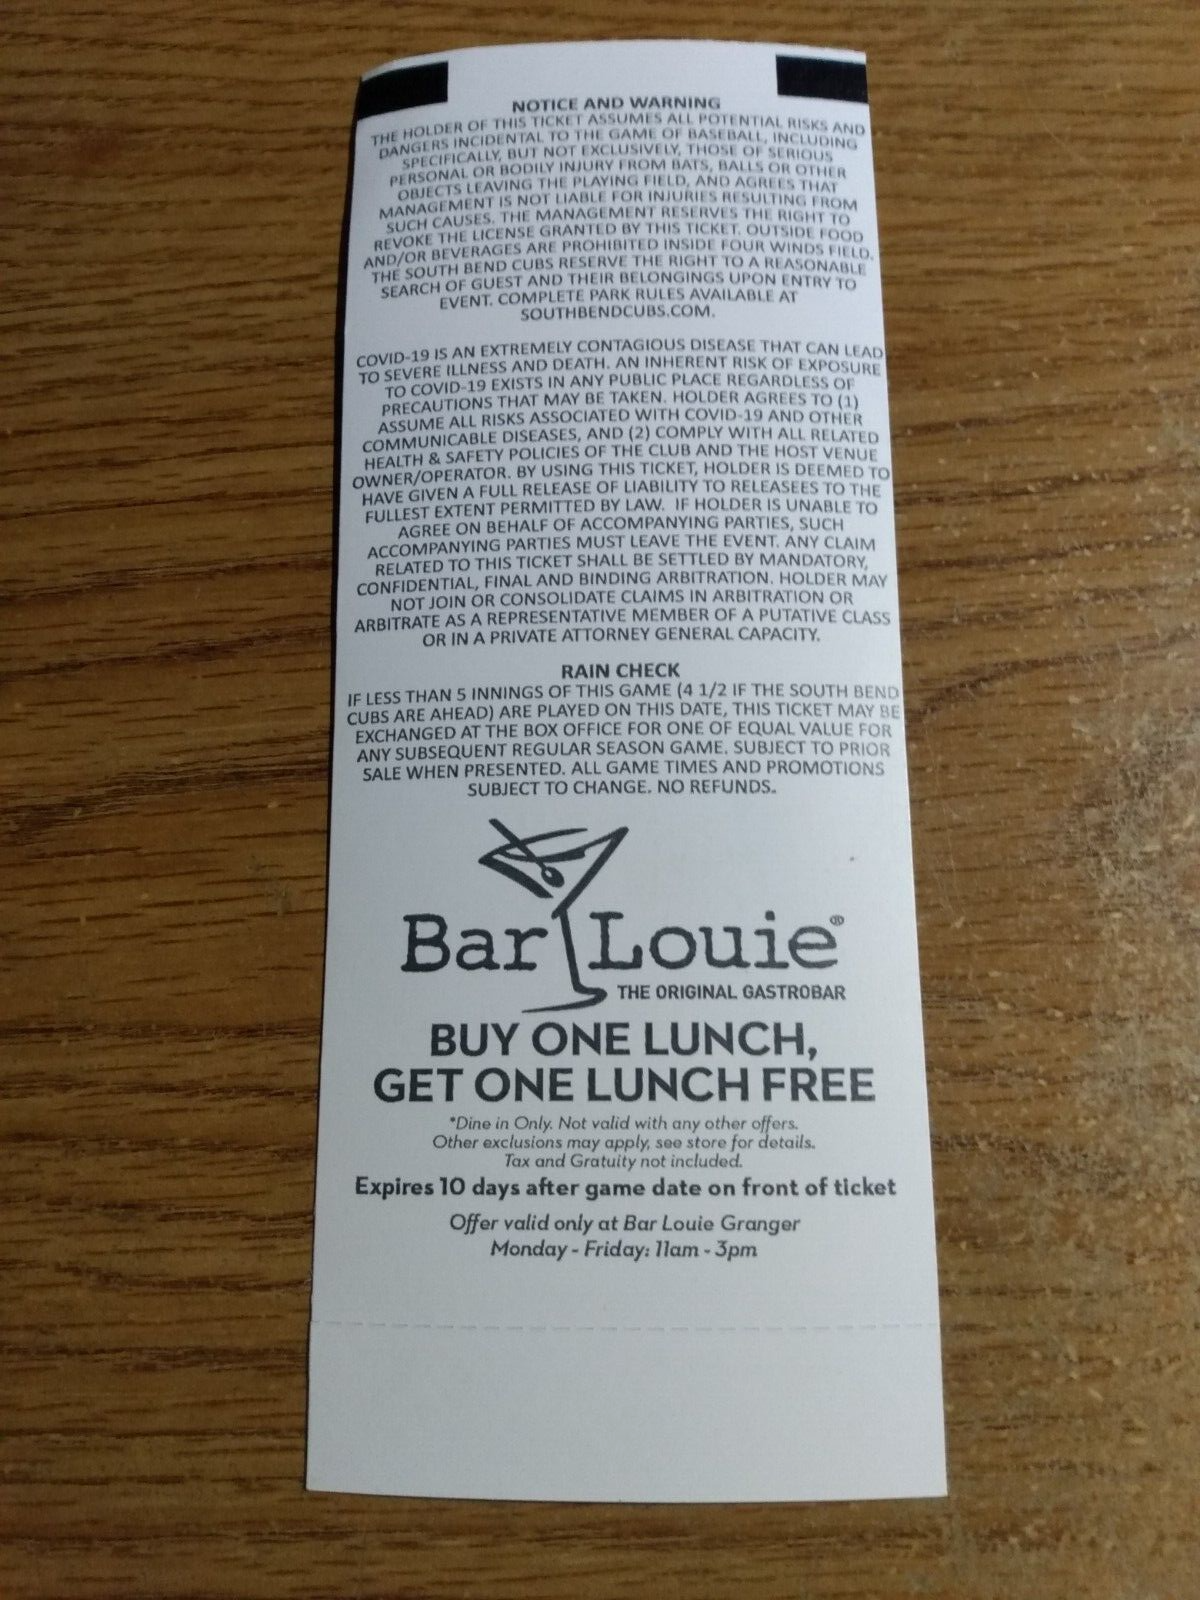 NOTICE AND WARNING
THE HOLDER OF THIS TICKET ASSUMES ALL POTENTIAL RISKS AND
DANGERS INCIDENTAL TO THE GAME OF BASEBALL, INCLUDING
SPECIFICALLY, BUT NOT EXCLUSIVELY, THOSE OF SERIOUS
PERSONAL OR BODILY INJURY FROM BATS, BALLS OR OTHER
OBJECTS LEAVING THE PLAYING FIELD, AND AGREES THAT
MANAGEMENT IS NOT LIABLE FOR INJURIES RESULTING FROM
SUCH CAUSES. THE MANAGEMENT RESERVES THE RIGHT TO
REVOKE THE LICENSE GRANTED BY THIS TICKET. OUTSIDE FOOD
AND/OR BEVERAGES ARE PROHIBITED INSIDE FOUR WINDS FIELD.
THE SOUTH BEND CUBS RESERVE THE RIGHT TO A REASONABLE
SEARCH OF GUEST AND THEIR BELONGINGS UPON ENTRY TO
EVENT. COMPLETE PARK RULES AVAILABLE AT
SOUTHBENDCUBS.COM.
COVID-19 IS AN EXTREMELY CONTAGIOUS DISEASE THAT CAN LEAD
TO SEVERE ILLNESS AND DEATH. AN INHERENT RISK OF EXPOSURE
TO COVID-19 EXISTS IN ANY PUBLIC PLACE REGARDLESS OF
PRECAUTIONS THAT MAY BE TAKEN. HOLDER AGREES TO (1)
ASSUME ALL RISKS ASSOCIATED WITH COVID-19 AND OTHER
COMMUNICABLE DISEASES, AND (2) COMPLY WITH ALL RELATED
HEALTH & SAFETY POLICIES OF THE CLUB AND THE HOST VENUE
OWNER/OPERATOR. BY USING THIS TICKET, HOLDER IS DEEMED TO
HAVE GIVEN A FULL RELEASE OF LIABILITY TO RELEASEES TO THE
FULLEST EXTENT PERMITTED BY LAW. IF HOLDER IS UNABLE TO
AGREE ON BEHALF OF ACCOMPANYING PARTIES, SUCH
ACCOMPANYING PARTIES MUST LEAVE THE EVENT. ANY CLAIM
RELATED TO THIS TICKET SHALL BE SETTLED BY MANDATORY,
CONFIDENTIAL, FINAL AND BINDING ARBITRATION. HOLDER MAY
NOT JOIN OR CONSOLIDATE CLAIMS IN ARBITRATION OR
ARBITRATE AS A REPRESENTATIVE MEMBER OF A PUTATIVE CLASS
OR IN A PRIVATE ATTORNEY GENERAL CAPACITY.
RAIN CHECK
IF LESS THAN 5 INNINGS OF THIS GAME (4 1/2 IF THE SOUTH BEND
CUBS ARE AHEAD) ARE PLAYED ON THIS DATE, THIS TICKET MAY BE
EXCHANGED AT THE BOX OFFICE FOR ONE OF EQUAL VALUE FOR
ANY SUBSEQUENT REGULAR SEASON GAME. SUBJECT TO PRIOR
SALE WHEN PRESENTED. ALL GAME TIMES AND PROMOTIONS
SUBJECT TO CHANGE. NO REFUNDS.
Bar Louie®
THE ORIGINAL GASTROBAR
BUY ONE LUNCH,
GET ONE LUNCH FREE
*Dine in Only. Not valid with any other offers.
Other exclusions may apply, see store for details.
Tax and Gratuity not included.
Expires 10 days after game date on front of ticket
Offer valid only at Bar Louie Granger
Monday - Friday: 11am - 3pm